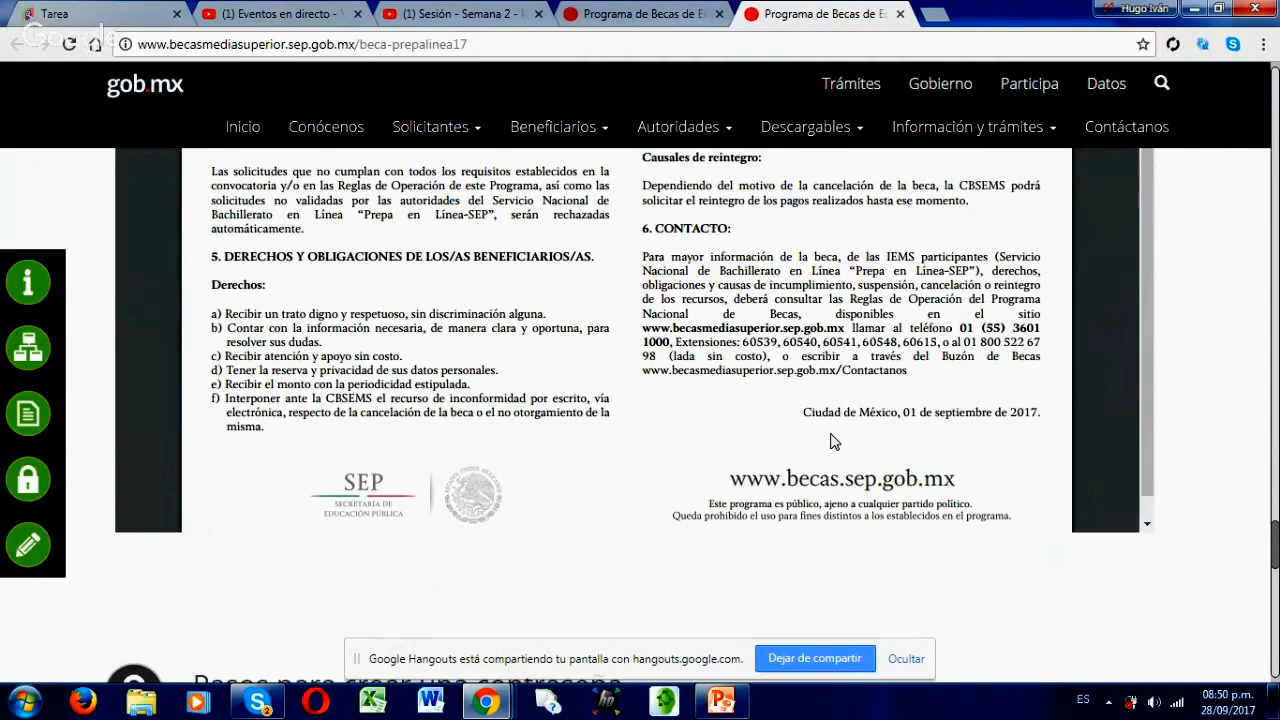 Tarea
(1) Eventos en directo -
(1) Sesión - Semana 2 -
Programa de Becas de E
Programa de Becas de E
Hugo Iván
Google
www.becasmediasuperior.sep.gob.mx/beca-prepalinea17
gob.mx
Trámites
Gobierno
Participa
Datos
Inicio
Conócenos
Solicitantes
Beneficiarios
Autoridades
Descargables
Información y trámites
Contáctanos
Las solicitudes que no cumplan con todos los requisitos establecidos en la
convocatoria y/o en las Reglas de Operación de este Programa, así como las
solicitudes no validadas por las autoridades del Servicio Nacional de
Bachillerato en Línea “Prepa en Línea-SEP”, serán rechazadas
automáticamente.
5. DERECHOS Y OBLIGACIONES DE LOS/AS BENEFICIARIOS/AS.
Derechos:
a) Recibir un trato digno y respetuoso, sin discriminación alguna.
b) Contar con la información necesaria, de manera clara y oportuna, para
resolver sus dudas.
c) Recibir atención y apoyo sin costo.
d) Tener la reserva y privacidad de sus datos personales.
e) Recibir el monto con la periodicidad estipulada.
f) Interponer ante la CBSEMS el recurso de inconformidad por escrito, vía
electrónica, respecto de la cancelación de la beca o el no otorgamiento de la
misma.
Causales de reintegro:
Dependiendo del motivo de la cancelación de la beca, la CBSEMS podrá
solicitar el reintegro de los pagos realizados hasta ese momento.
6. CONTACTO:
Para mayor información de la beca, de las IEMS participantes (Servicio
Nacional de Bachillerato en Línea “Prepa en Línea-SEP”), derechos,
obligaciones y causas de incumplimiento, suspensión, cancelación o reintegro
de los recursos, deberá consultar las Reglas de Operación del Programa
Nacional de Becas, disponibles en el sitio
www.becasmediasuperior.sep.gob.mx llamar al teléfono 01 (55) 3601
1000, Extensiones: 60539, 60540, 60541, 60548, 60615, o al 01 800 522 67
98 (lada sin costo), o escribir a través del Buzón de Becas
www.becasmediasuperior.sep.gob.mx/Contactanos
Ciudad de México, 01 de septiembre de 2017.
SEP
SECRETARÍA DE
EDUCACIÓN PÚBLICA
www.becas.sep.gob.mx
Este programa es público, ajeno a cualquier partido político.
Queda prohibido el uso para fines distintos a los establecidos en el programa.
Google Hangouts está compartiendo tu pantalla con hangouts.google.com.
Dejar de compartir
Ocultar
Pasos para crear una contraseña
ES
08:50 p.m.
28/09/2017